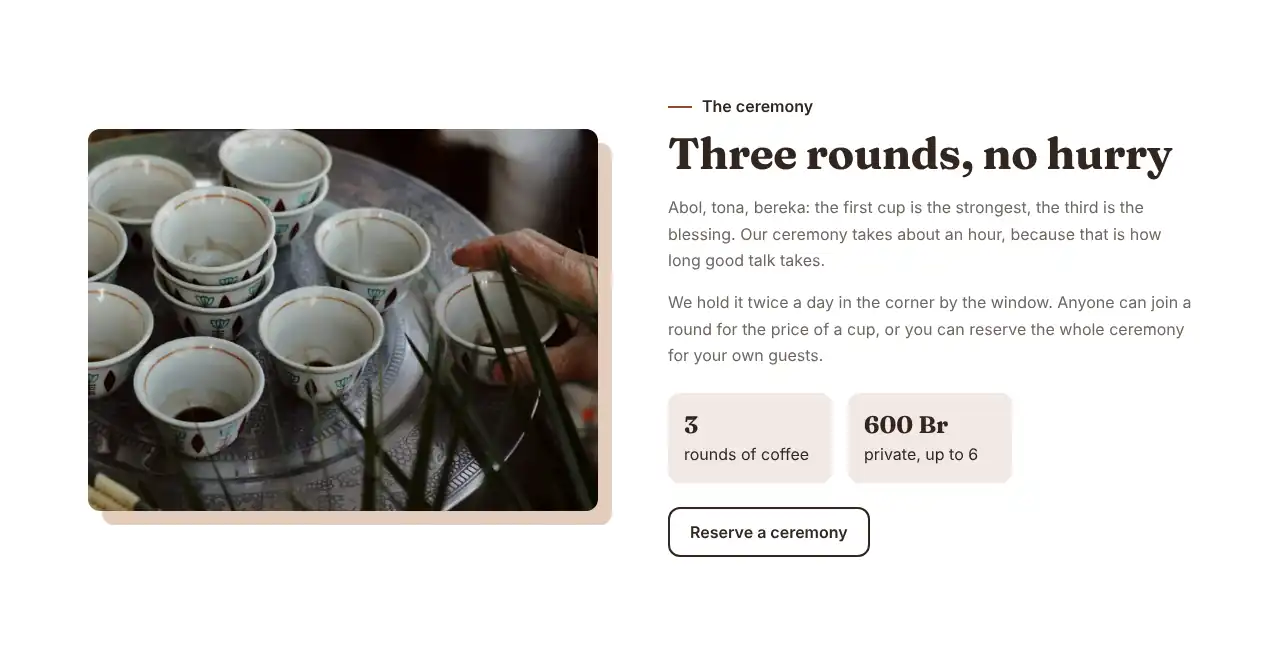 The ceremony
Three rounds, no hurry
Abol, tona, bereka: the first cup is the strongest, the third is the
blessing. Our ceremony takes about an hour, because that is how
long good talk takes.
We hold it twice a day in the corner by the window. Anyone can join a
round for the price of a cup, or you can reserve the whole ceremony
for your own guests.
3
rounds of coffee
600 Br
private, up to 6
Reserve a ceremony